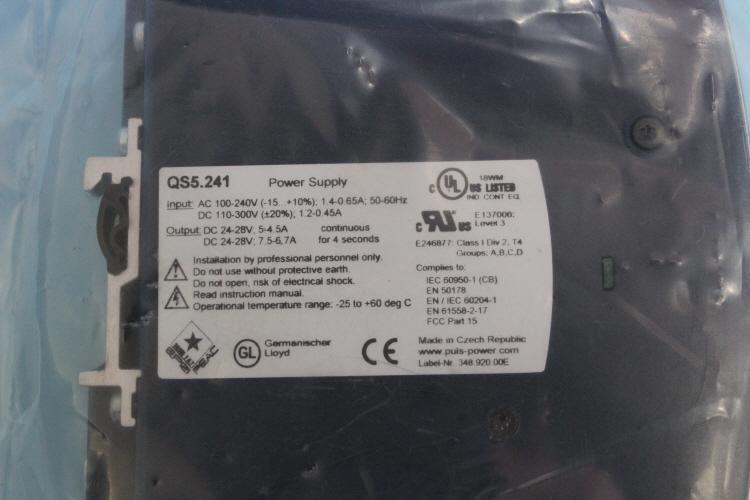 QS5.241 Power Supply
Input: AC 100-240V (-15...+10%); 1.4-0.65A; 50-60Hz
DC 110-300V (±20%); 1.2-0.45A
Output: DC 24-28V; 5-4.5A continuous
DC 24-28V; 7.5-6,7A for 4 seconds
Installation by professional personnel only.
Do not use without protective earth.
Do not open, risk of electrical shock.
Read instruction manual.
Operational temperature range: -25 to +60 deg C
GL Germanischer
Lloyd
CE
18WM
C UL US LISTED
IND CONT EQ.
c RU us E137006;
Level 3
E246877: Class I Div 2, T4
Groups: A,B,C,D
Complies to:
IEC 60950-1 (CB)
EN 50178
EN / IEC 60204-1
EN 61558-2-17
FCC Part 15
Made in Czech Republic
www.puls-power.com
Label-Nr. 348.920.00E